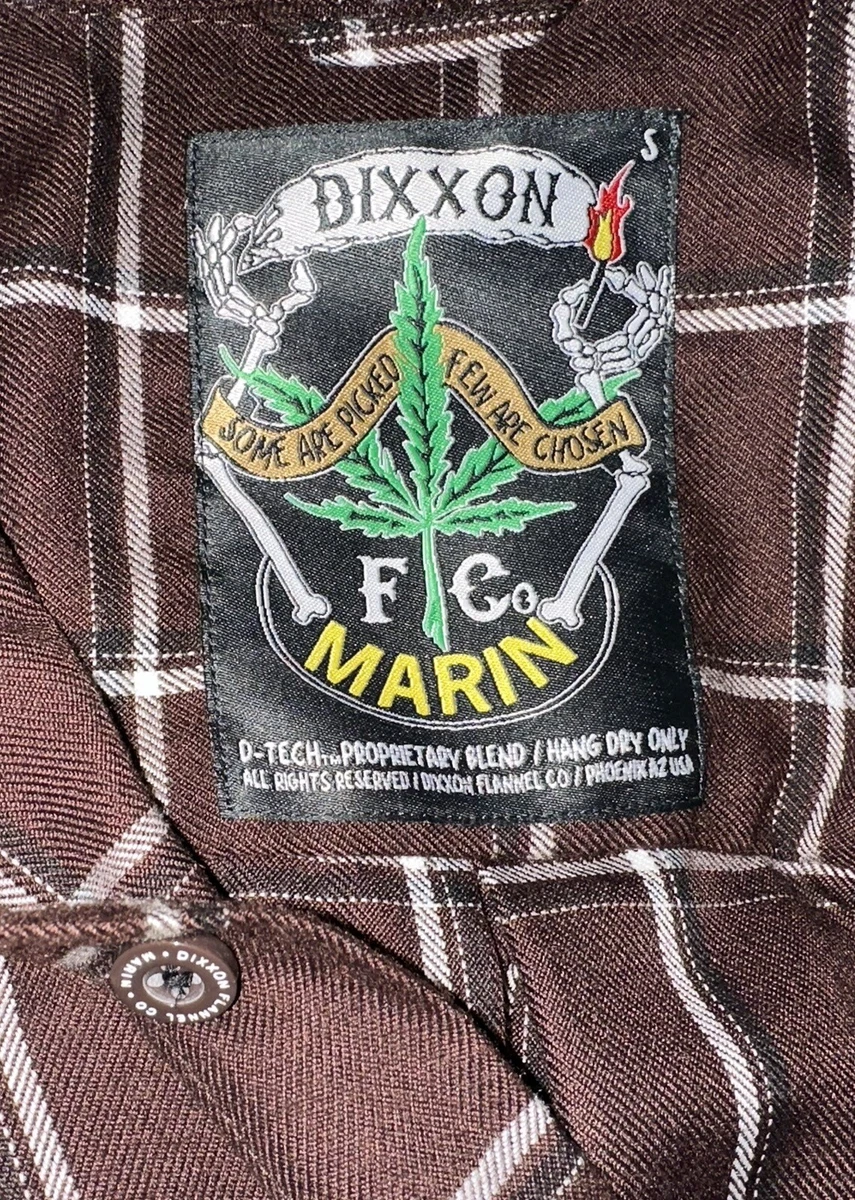 S
DIXXON
SOME ARE PICKED FEW ARE CHOSEN
F Co
MARIN
D-TECH™ PROPRIETARY BLEND / HANG DRY ONLY
ALL RIGHTS RESERVED / DIXXON FLANNEL CO / PHOENIX AZ USA
DIXXON FLANNEL CO • MARIN •